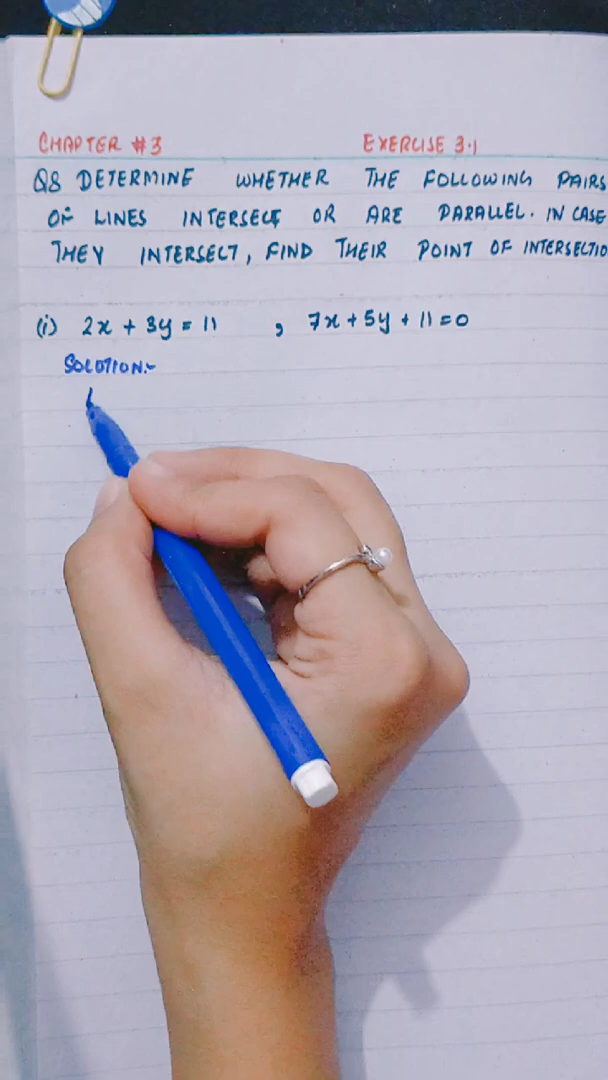 CHAPTER #3 EXERCISE 3.1
Q8 DETERMINE WHETHER THE FOLLOWING PAIRS
OF LINES INTERSECT OR ARE PARALLEL. IN CASE
THEY INTERSECT, FIND THEIR POINT OF INTERSECTIO
(i) 2x + 3y = 11 , 7x + 5y + 11 = 0
SOLUTION:-